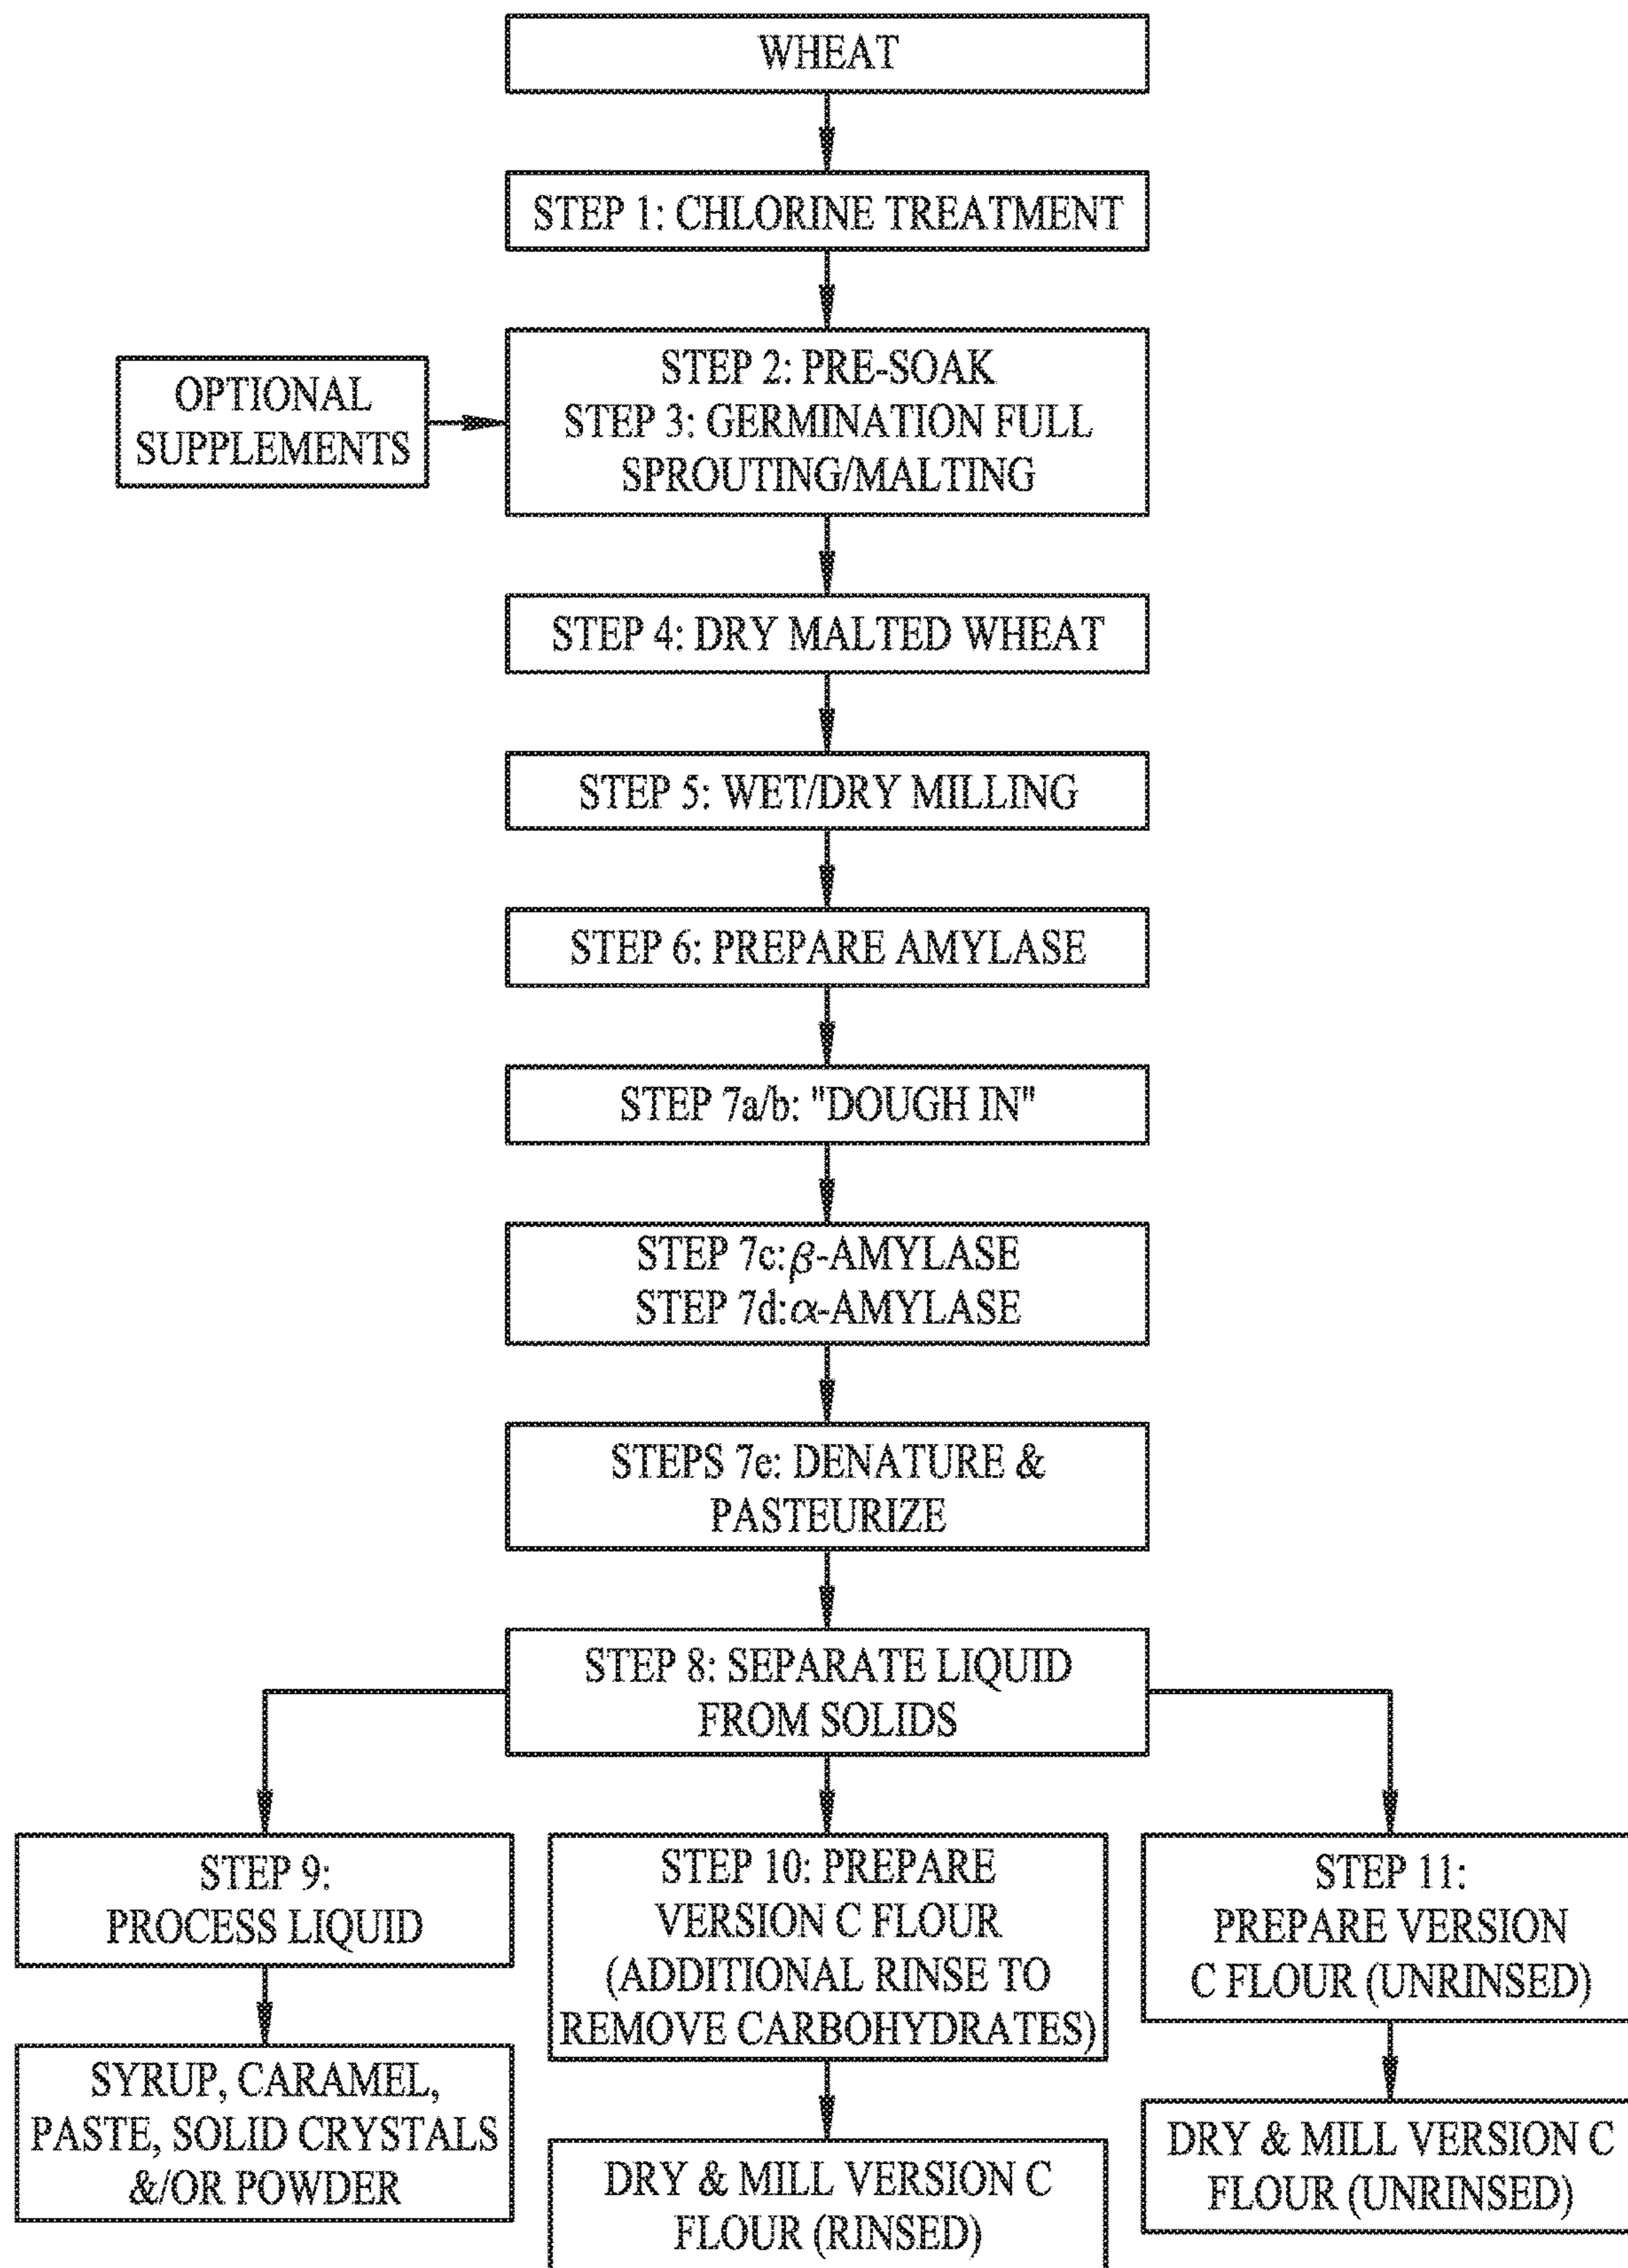 WHEAT
STEP 1: CHLORINE TREATMENT
OPTIONAL
SUPPLEMENTS
STEP 2: PRE-SOAK
STEP 3: GERMINATION FULL
SPROUTING/MALTING
STEP 4: DRY MALTED WHEAT
STEP 5: WET/DRY MILLING
STEP 6: PREPARE AMYLASE
STEP 7a/b: "DOUGH IN"
STEP 7c:β-AMYLASE
STEP 7d:α-AMYLASE
STEPS 7e: DENATURE &
PASTEURIZE
STEP 8: SEPARATE LIQUID
FROM SOLIDS
STEP 9:
PROCESS LIQUID
SYRUP, CARAMEL,
PASTE, SOLID CRYSTALS
&/OR POWDER
STEP 10: PREPARE
VERSION C FLOUR
(ADDITIONAL RINSE TO
REMOVE CARBOHYDRATES)
DRY & MILL VERSION C
FLOUR (RINSED)
STEP 11:
PREPARE VERSION
C FLOUR (UNRINSED)
DRY & MILL VERSION C
FLOUR (UNRINSED)